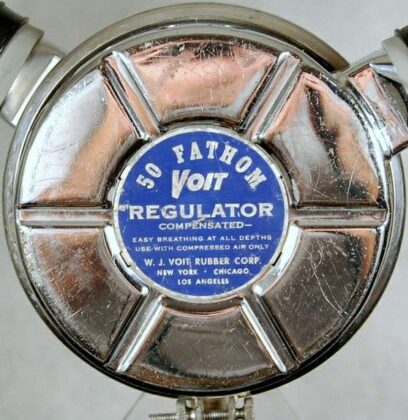 50 FATHOM
VOIT
REGULATOR
COMPENSATED–
EASY BREATHING AT ALL DEPTHS
USE WITH COMPRESSED AIR ONLY
W. J. VOIT RUBBER CORP.
NEW YORK · CHICAGO
LOS ANGELES